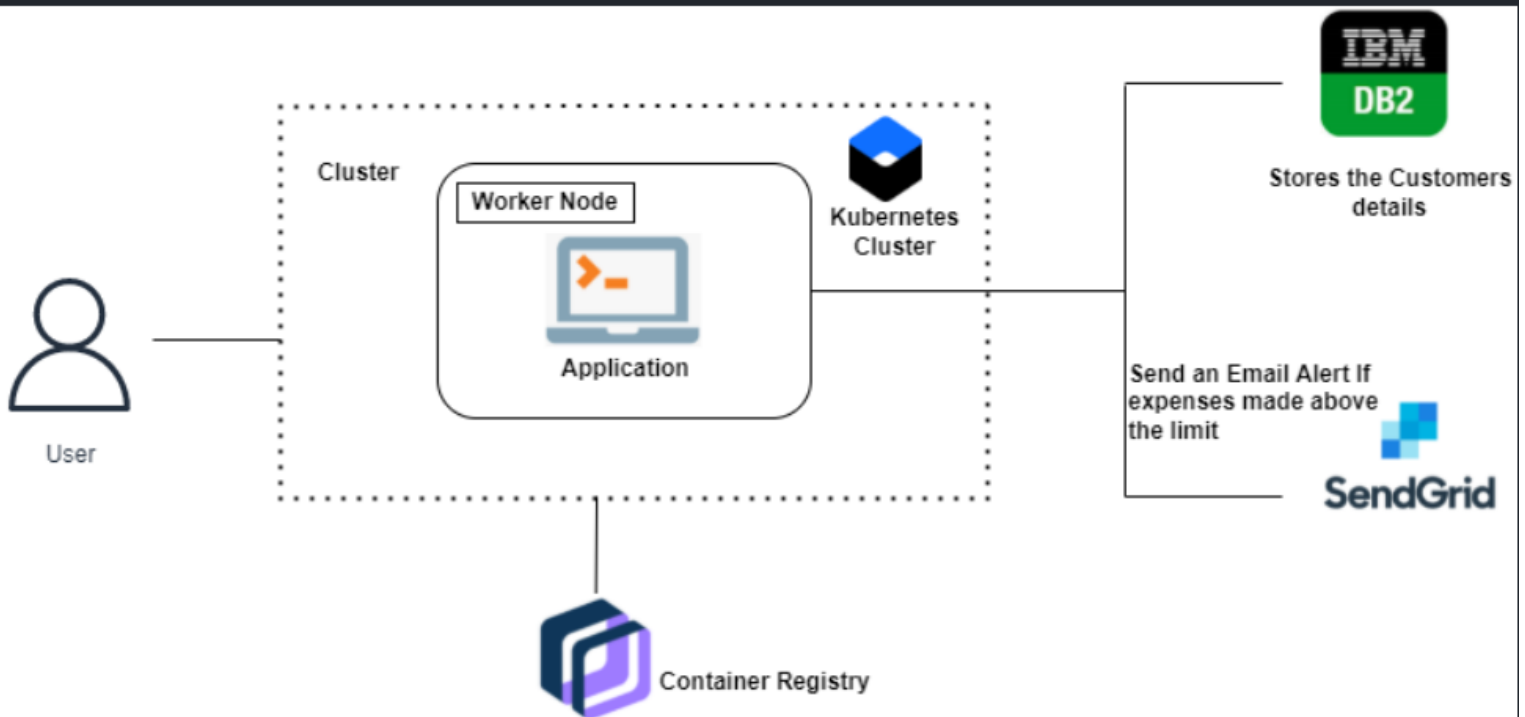 IBM
DB2
Stores the Customers
details
Cluster
Worker Node
Kubernetes
Cluster
Application
User
Send an Email Alert If
expenses made above
the limit
SendGrid
Container Registry